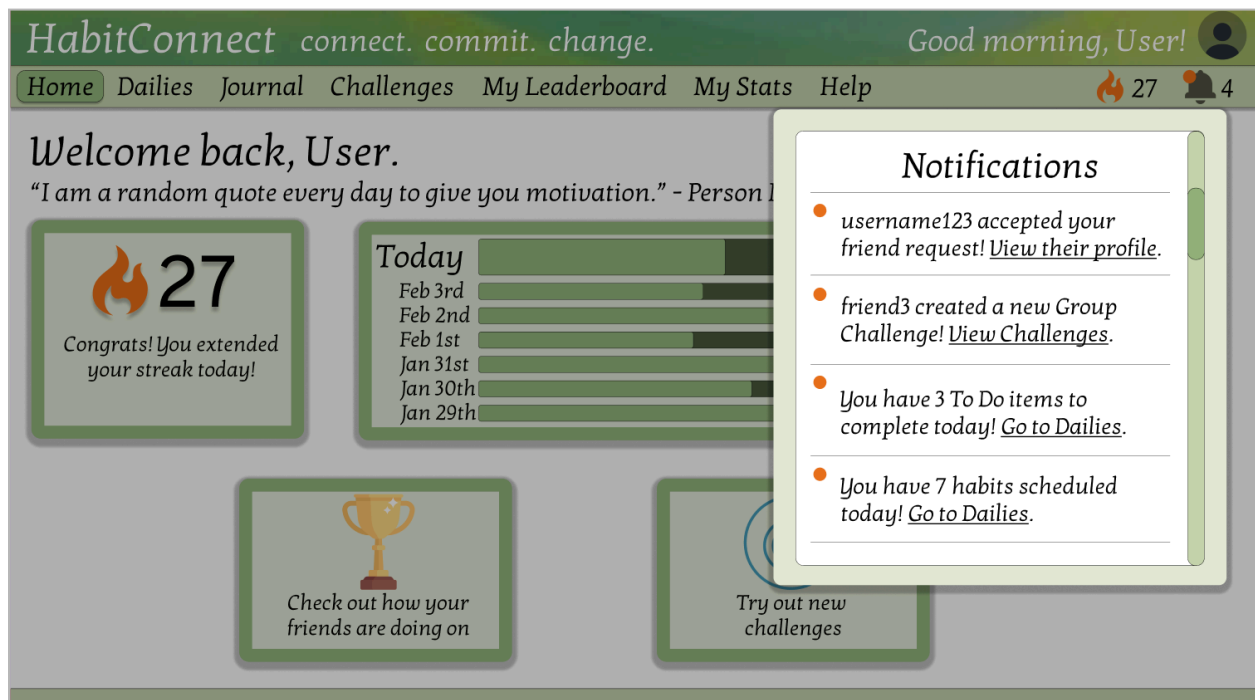 HabitConnect connect. commit. change. Good morning, User!
Home Dailies Journal Challenges My Leaderboard My Stats Help 27 4
Welcome back, User.
“I am a random quote every day to give you motivation.” - Person
27
Congrats! You extended
your streak today!
Today
Feb 3rd
Feb 2nd
Feb 1st
Jan 31st
Jan 30th
Jan 29th
Check out how your
friends are doing on
Try out new
challenges
Notifications
username123 accepted your
friend request! View their profile.
friend3 created a new Group
Challenge! View Challenges.
You have 3 To Do items to
complete today! Go to Dailies.
You have 7 habits scheduled
today! Go to Dailies.